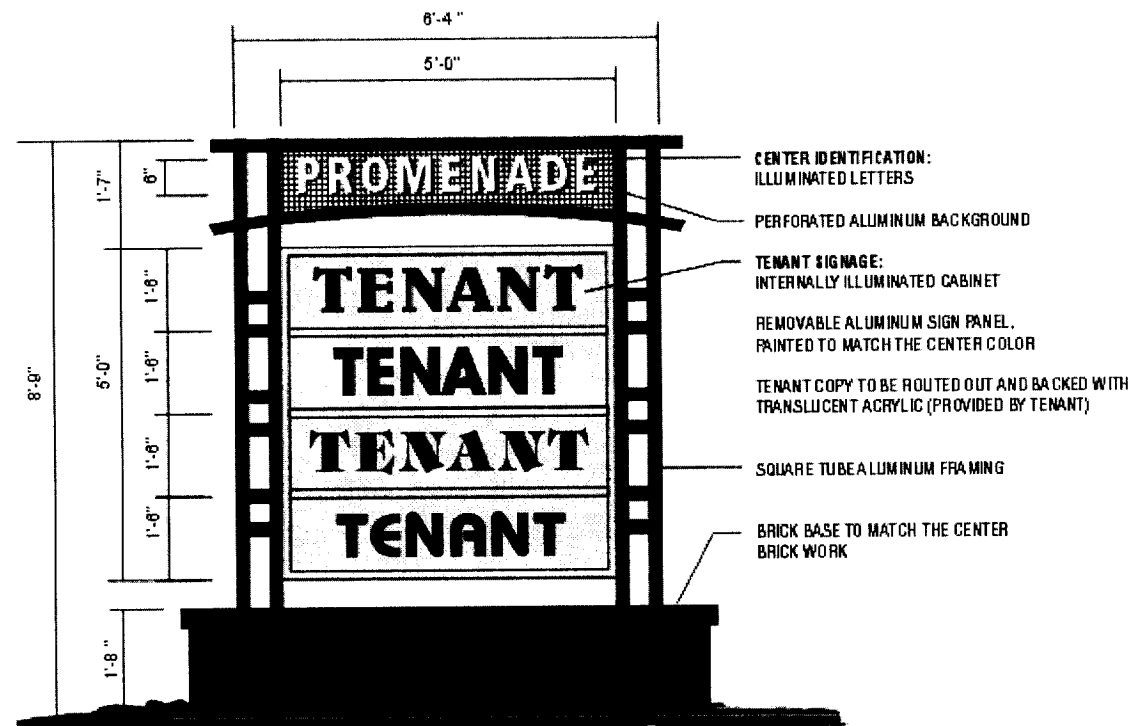 6'-4"
5'-0"
PROMENADE
CENTER IDENTIFICATION:
ILLUMINATED LETTERS
PERFORATED ALUMINUM BACKGROUND
TENANT SIGNAGE:
INTERNALLY ILLUMINATED CABINET
REMOVABLE ALUMINUM SIGN PANEL,
PAINTED TO MATCH THE CENTER COLOR
TENANT COPY TO BE ROUTED OUT AND BACKED WITH
TRANSLUCENT ACRYLIC (PROVIDED BY TENANT)
SQUARE TUBE ALUMINUM FRAMING
BRICK BASE TO MATCH THE CENTER
BRICK WORK
TENANT
TENANT
TENANT
TENANT
8'-9"
1'-7"
6"
5'-0"
1'-6"
1'-6"
1'-6"
1'-6"
1'-8"